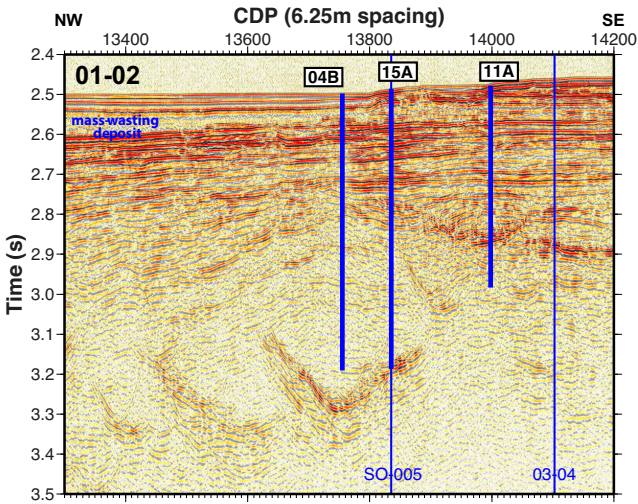 NW
CDP (6.25m spacing)
SE
13400 13600 13800 14000 14200
01-02
04B
15A
11A
mass-wasting
deposit
Time (s)
2.4
2.5
2.6
2.7
2.8
2.9
3.0
3.1
3.2
3.3
3.4
3.5
SO-005
03-04